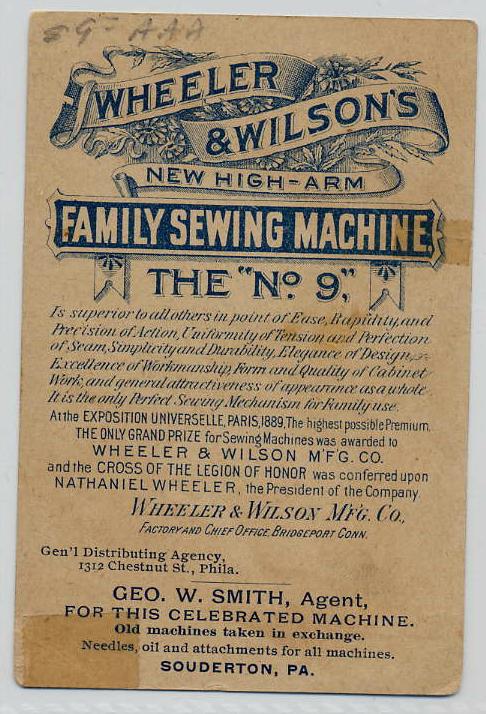 WHEELER
& WILSON'S
NEW HIGH-ARM
FAMILY SEWING MACHINE.
THE "No. 9",
Is superior to all others in point of Ease, Rapidity, and
Precision of Action, Uniformity of Tension and Perfection
of Seam, Simplicity and Durability, Elegance of Design,
Excellence of Workmanship, Form and Quality of Cabinet
Work, and general attractiveness of appearance as a whole.
It is the only Perfect Sewing Mechanism for Family use.
At the EXPOSITION UNIVERSELLE, PARIS, 1889, The highest possible Premium,
THE ONLY GRAND PRIZE for Sewing Machines was awarded to
WHEELER & WILSON M'F'G. CO.
and the CROSS OF THE LEGION OF HONOR was conferred upon
NATHANIEL WHEELER, the President of the Company.
WHEELER & WILSON MFG. CO.,
FACTORY AND CHIEF OFFICE, BRIDGEPORT CONN.
Gen'l Distributing Agency,
1312 Chestnut St., Phila.
GEO. W. SMITH, Agent,
FOR THIS CELEBRATED MACHINE.
Old machines taken in exchange.
Needles, oil and attachments for all machines.
SOUDERTON, PA.